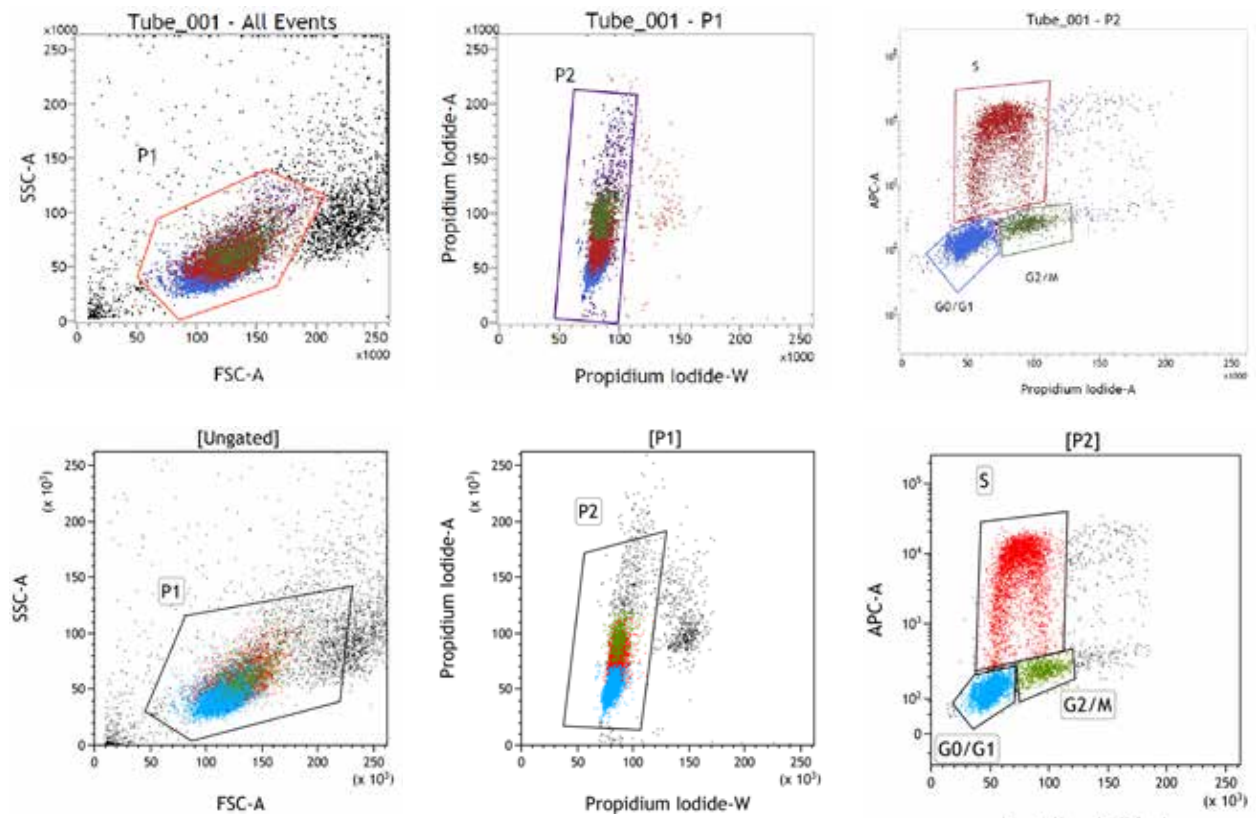 Tube_001 - All Events
x1000
250
200
150
100
50
0
SSC-A
P1
0 50 100 150 200 250
x1000
FSC-A
Tube_001 - P1
x1000
250
200
150
100
50
0
Propidium Iodide-A
P2
0 50 100 150 200 250
x1000
Propidium Iodide-W
Tube_001 - P2
APC-A
S
G2/M
G0/G1
0 50 100 150 200 250
x1000
Propidium Iodide-A
[Ungated]
(x 10³)
250
200
150
100
50
0
SSC-A
P1
0 50 100 150 200 250
(x 10³)
FSC-A
[P1]
(x 10³)
250
200
150
100
50
0
Propidium Iodide-A
P2
0 50 100 150 200 250
(x 10³)
Propidium Iodide-W
[P2]
10⁵
10⁴
10³
10²
0
APC-A
S
G2/M
G0/G1
0 50 100 150 200
(x 10³)